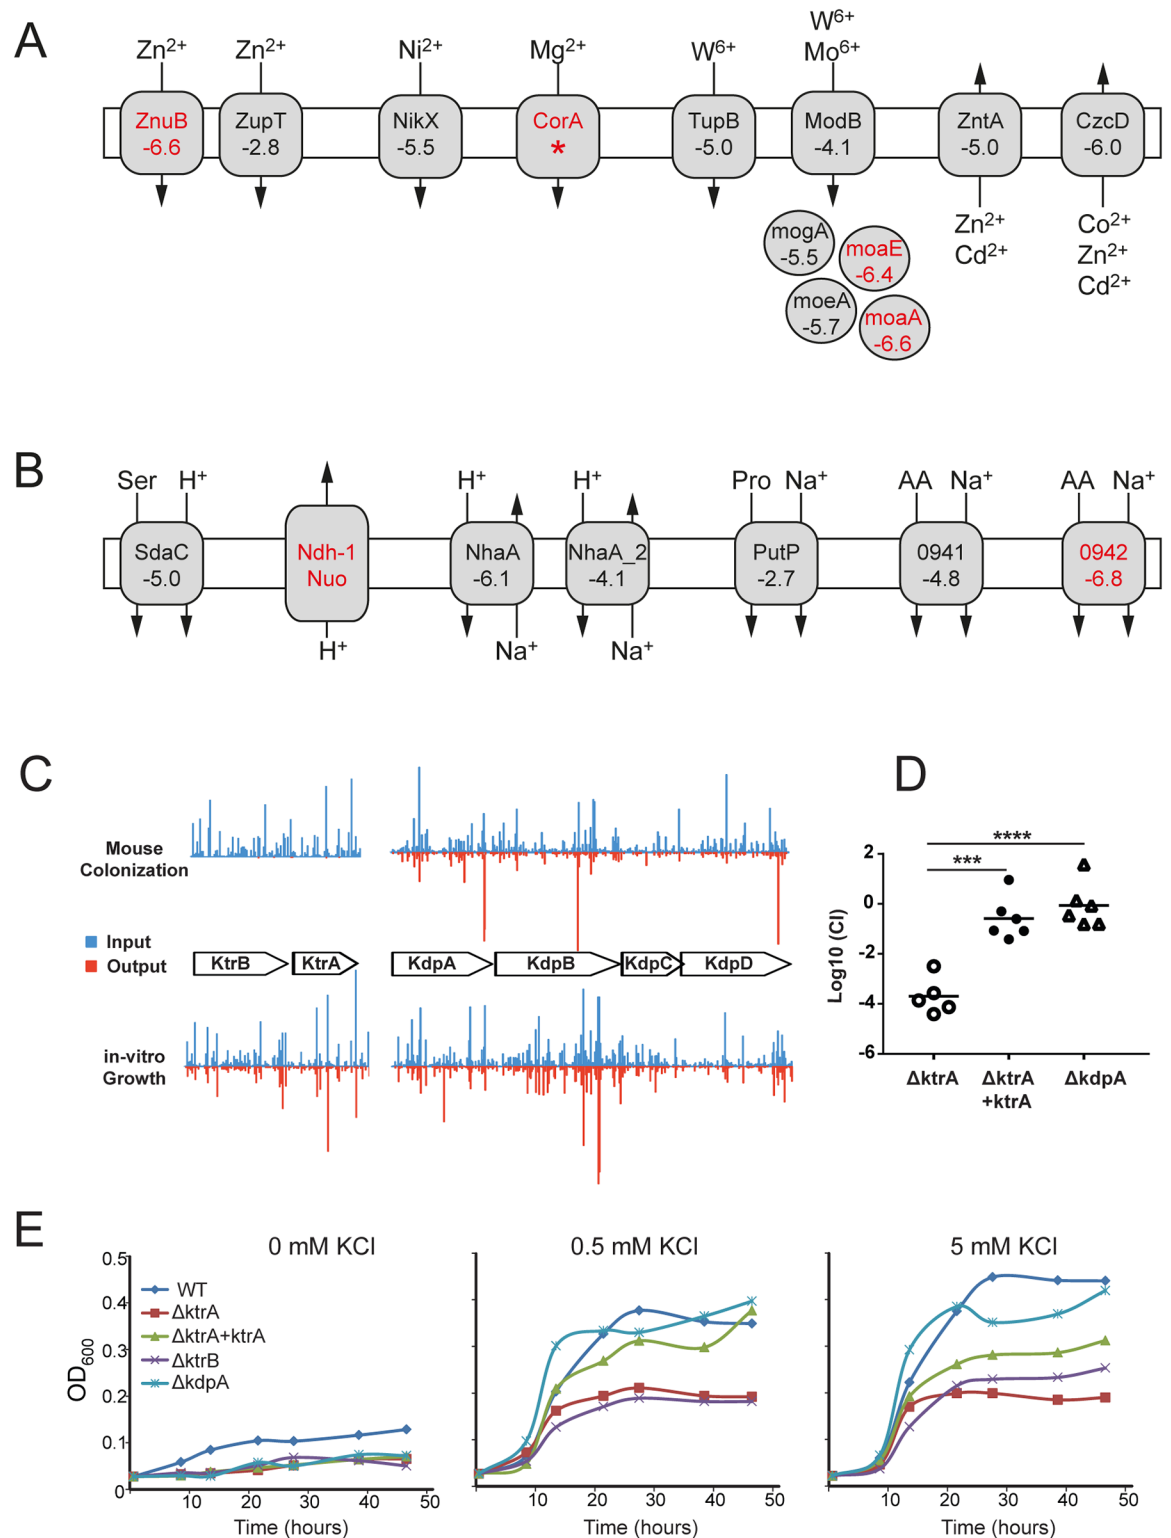 A
W6+
Zn2+ Zn2+ Ni2+ Mg2+ W6+ Mo6+
ZnuB ZupT NikX CorA TupB ModB ZntA CzcD
-6.6 -2.8 -5.5 * -5.0 -4.1 -5.0 -6.0
mogA
-5.5
moaE
-6.4
moeA
-5.7
moaA
-6.6
Zn2+
Cd2+
Co2+
Zn2+
Cd2+
B
Ser H+ H+ H+ Pro Na+ AA Na+ AA Na+
SdaC Ndh-1 NhaA NhaA_2 PutP 0941 0942
-5.0 Nuo -6.1 -4.1 -2.7 -4.8 -6.8
H+ Na+ Na+
C
Mouse
Colonization
Input
Output
KtrB KtrA KdpA KdpB KdpC KdpD
in-vitro
Growth
D
****
***
Log10 (CI)
2
0
-2
-4
-6
ΔktrA ΔktrA ΔkdpA
+ktrA
E
0 mM KCl 0.5 mM KCl 5 mM KCl
OD600
0.5
0.4
0.3
0.2
0.1
0
WT
ΔktrA
ΔktrA+ktrA
ΔktrB
ΔkdpA
10 20 30 40 50 10 20 30 40 50 10 20 30 40 50
Time (hours) Time (hours) Time (hours)